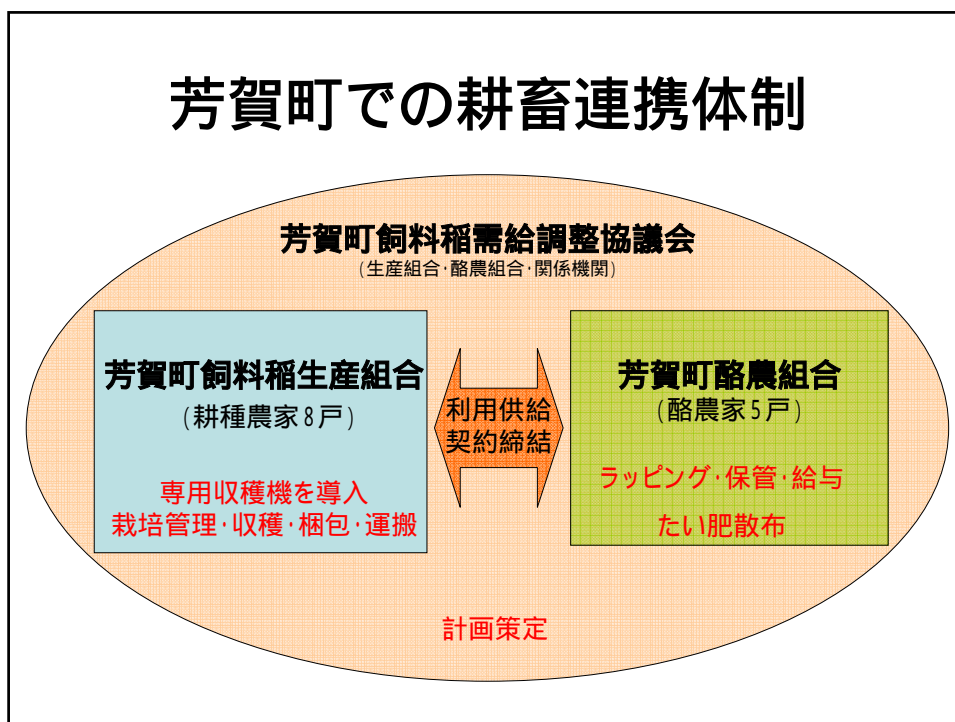 芳賀町での耕畜連携体制
芳賀町飼料稲需給調整協議会
(生産組合・酪農組合・関係機関)
芳賀町飼料稲生産組合
(耕種農家8戸)
専用収穫機を導入
栽培管理・収穫・梱包・運搬
利用供給
契約締結
芳賀町酪農組合
(酪農家5戸)
ラッピング・保管・給与
たい肥散布
計画策定